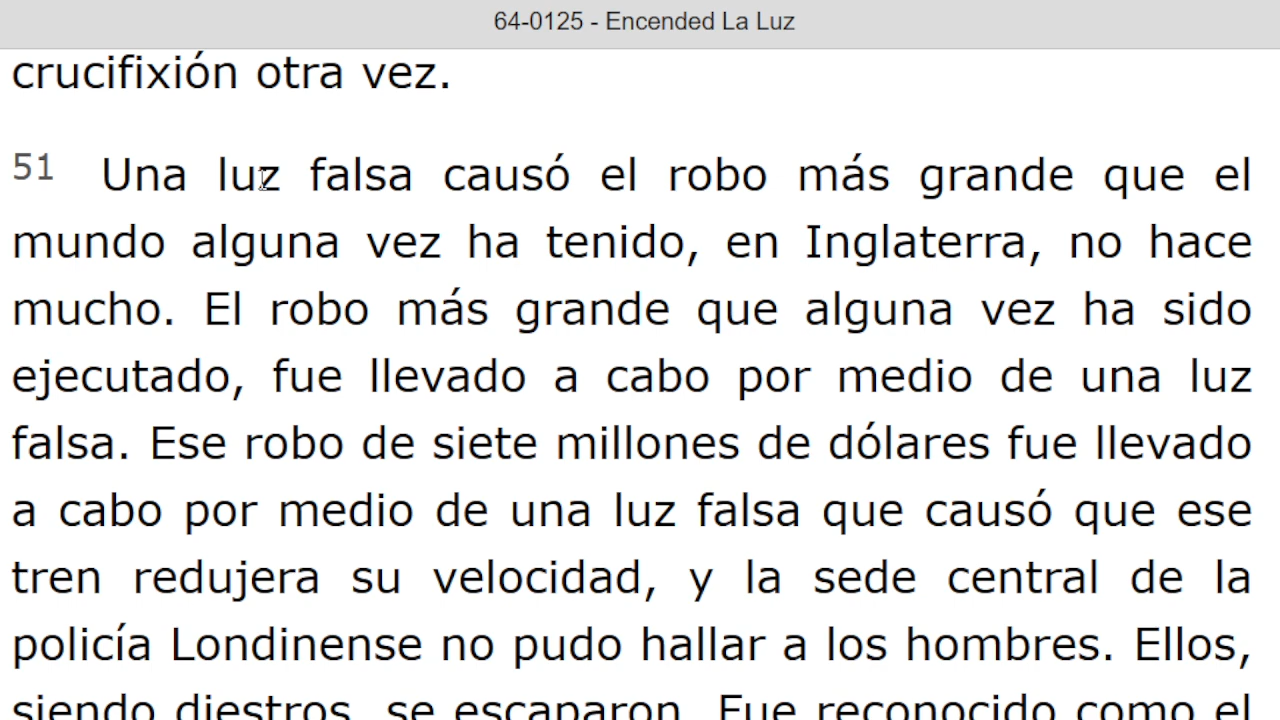 64-0125 - Encended La Luz
crucifixión otra vez.
51 Una luz falsa causó el robo más grande que el
mundo alguna vez ha tenido, en Inglaterra, no hace
mucho. El robo más grande que alguna vez ha sido
ejecutado, fue llevado a cabo por medio de una luz
falsa. Ese robo de siete millones de dólares fue llevado
a cabo por medio de una luz falsa que causó que ese
tren redujera su velocidad, y la sede central de la
policía Londinense no pudo hallar a los hombres. Ellos,
siendo diestros, se escaparon. Fue reconocido como el